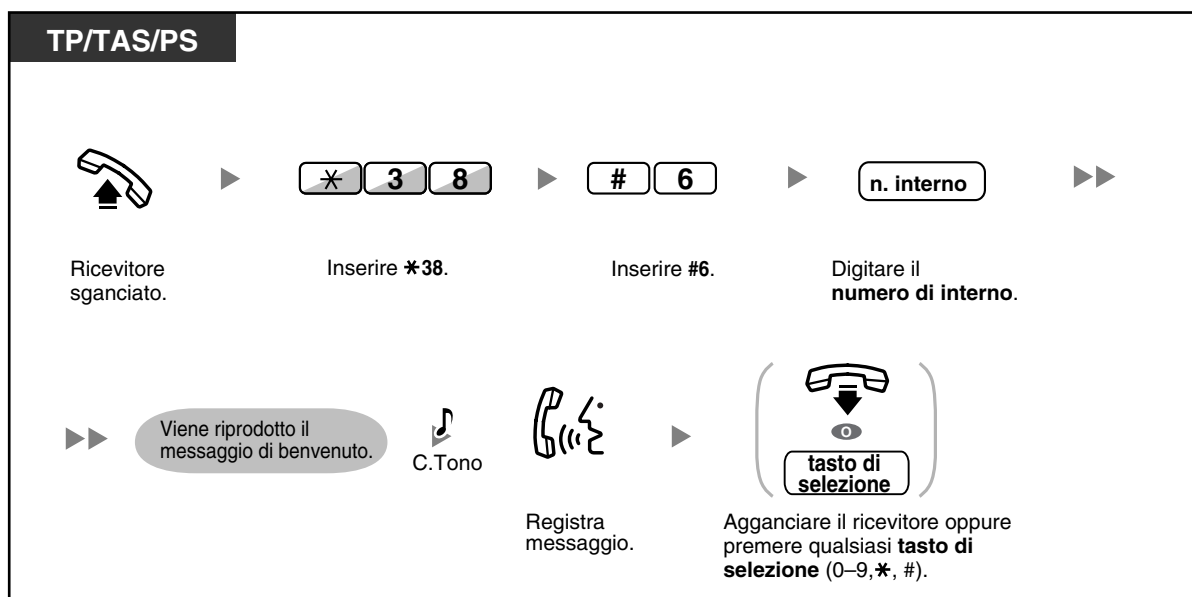 TP/TAS/PS
* 3 8
# 6
n. interno
Ricevitore
sganciato.
Inserire *38.
Inserire #6.
Digitare il
numero di interno.
Viene riprodotto il
messaggio di benvenuto.
C.Tono
Registra
messaggio.
O
tasto di
selezione
Agganciare il ricevitore oppure
premere qualsiasi tasto di
selezione (0–9,*, #).